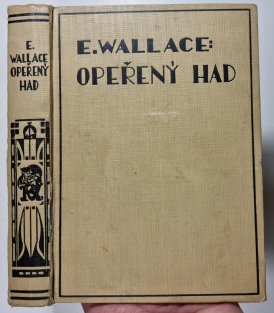 E.
WALLACE
OPEŘENÝ
HAD
E.WALLACE:
OPEŘENÝ HAD